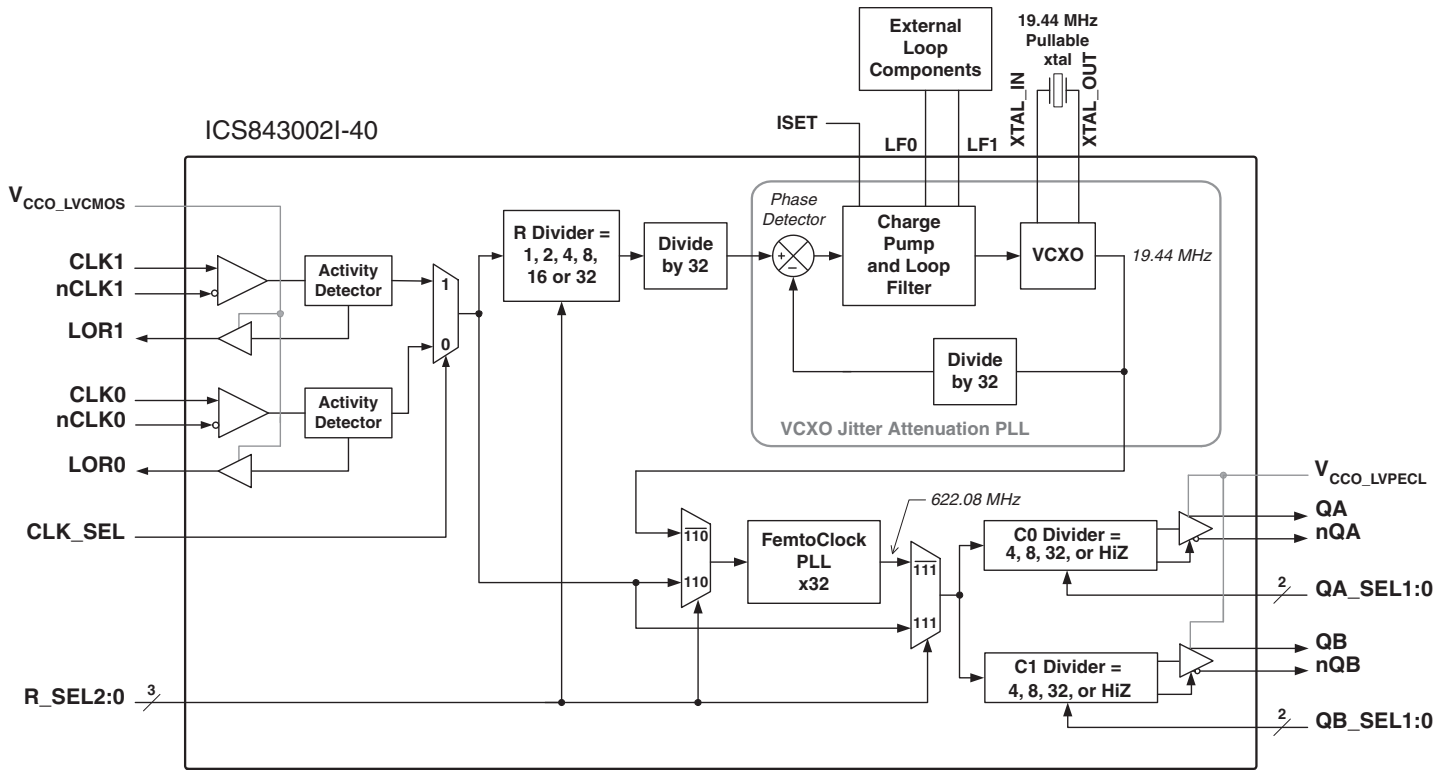 External
Loop
Components
19.44 MHz
Pullable
xtal
XTAL_IN
XTAL_OUT
ISET
LF0
LF1
ICS843002I-40
VCCO_LVCMOS
CLK1
nCLK1
LOR1
CLK0
nCLK0
LOR0
CLK_SEL
R_SEL2:0
3
Activity
Detector
Activity
Detector
1
0
R Divider =
1, 2, 4, 8,
16 or 32
Divide
by 32
Phase
Detector
+
−
Charge
Pump
and Loop
Filter
VCXO
19.44 MHz
Divide
by 32
VCXO Jitter Attenuation PLL
110
110
FemtoClock
PLL
x32
622.08 MHz
111
111
C0 Divider =
4, 8, 32, or HiZ
C1 Divider =
4, 8, 32, or HiZ
VCCO_LVPECL
QA
nQA
2
QA_SEL1:0
QB
nQB
2
QB_SEL1:0